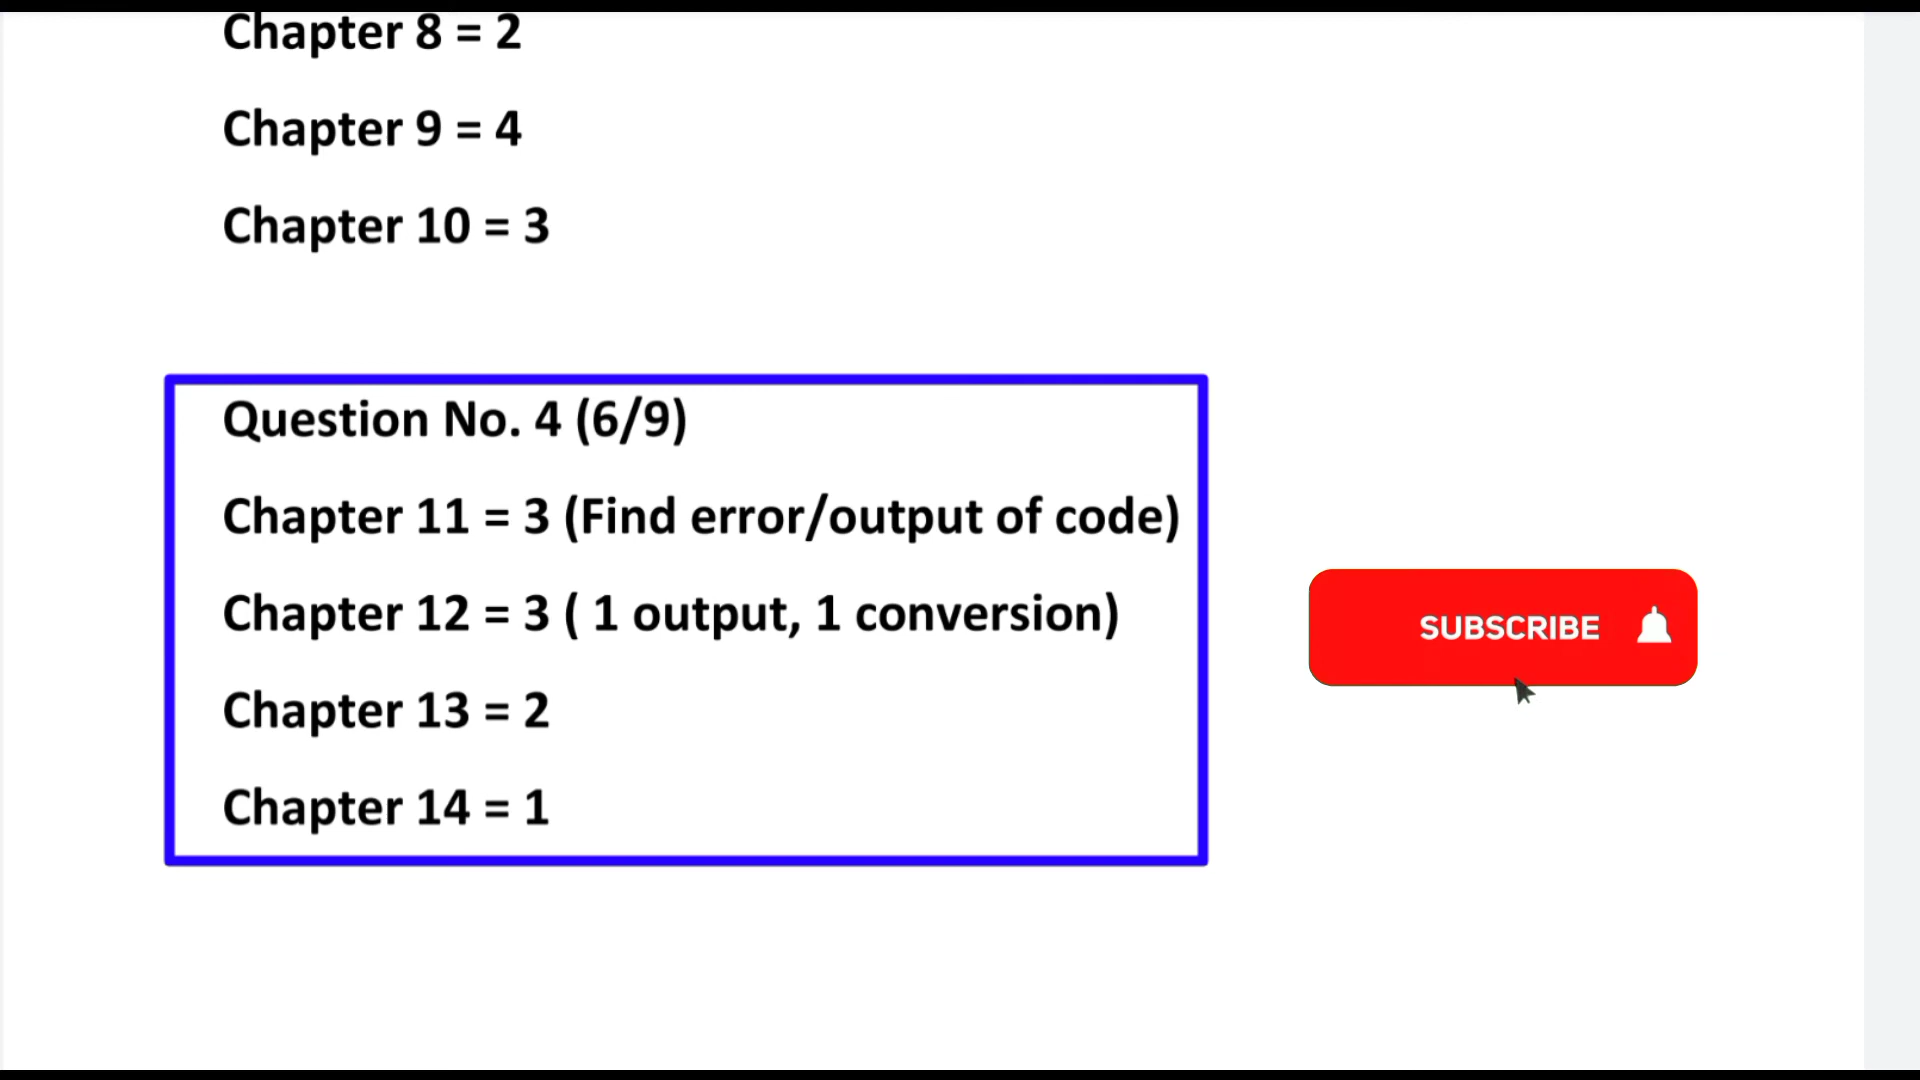 Chapter 8 = 2
Chapter 9 = 4
Chapter 10 = 3
Question No. 4 (6/9)
Chapter 11 = 3 (Find error/output of code)
Chapter 12 = 3 ( 1 output, 1 conversion)
Chapter 13 = 2
Chapter 14 = 1
SUBSCRIBE